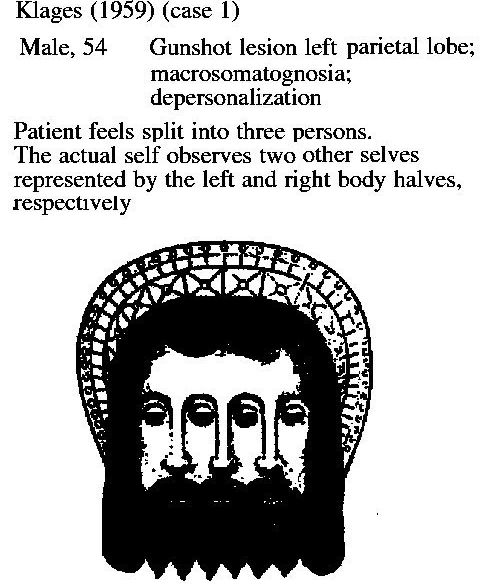 Klages (1959) (case 1)
Male, 54 Gunshot lesion left parietal lobe;
macrosomatognosia;
depersonalization
Patient feels split into three persons.
The actual self observes two other selves
represented by the left and right body halves,
respectively